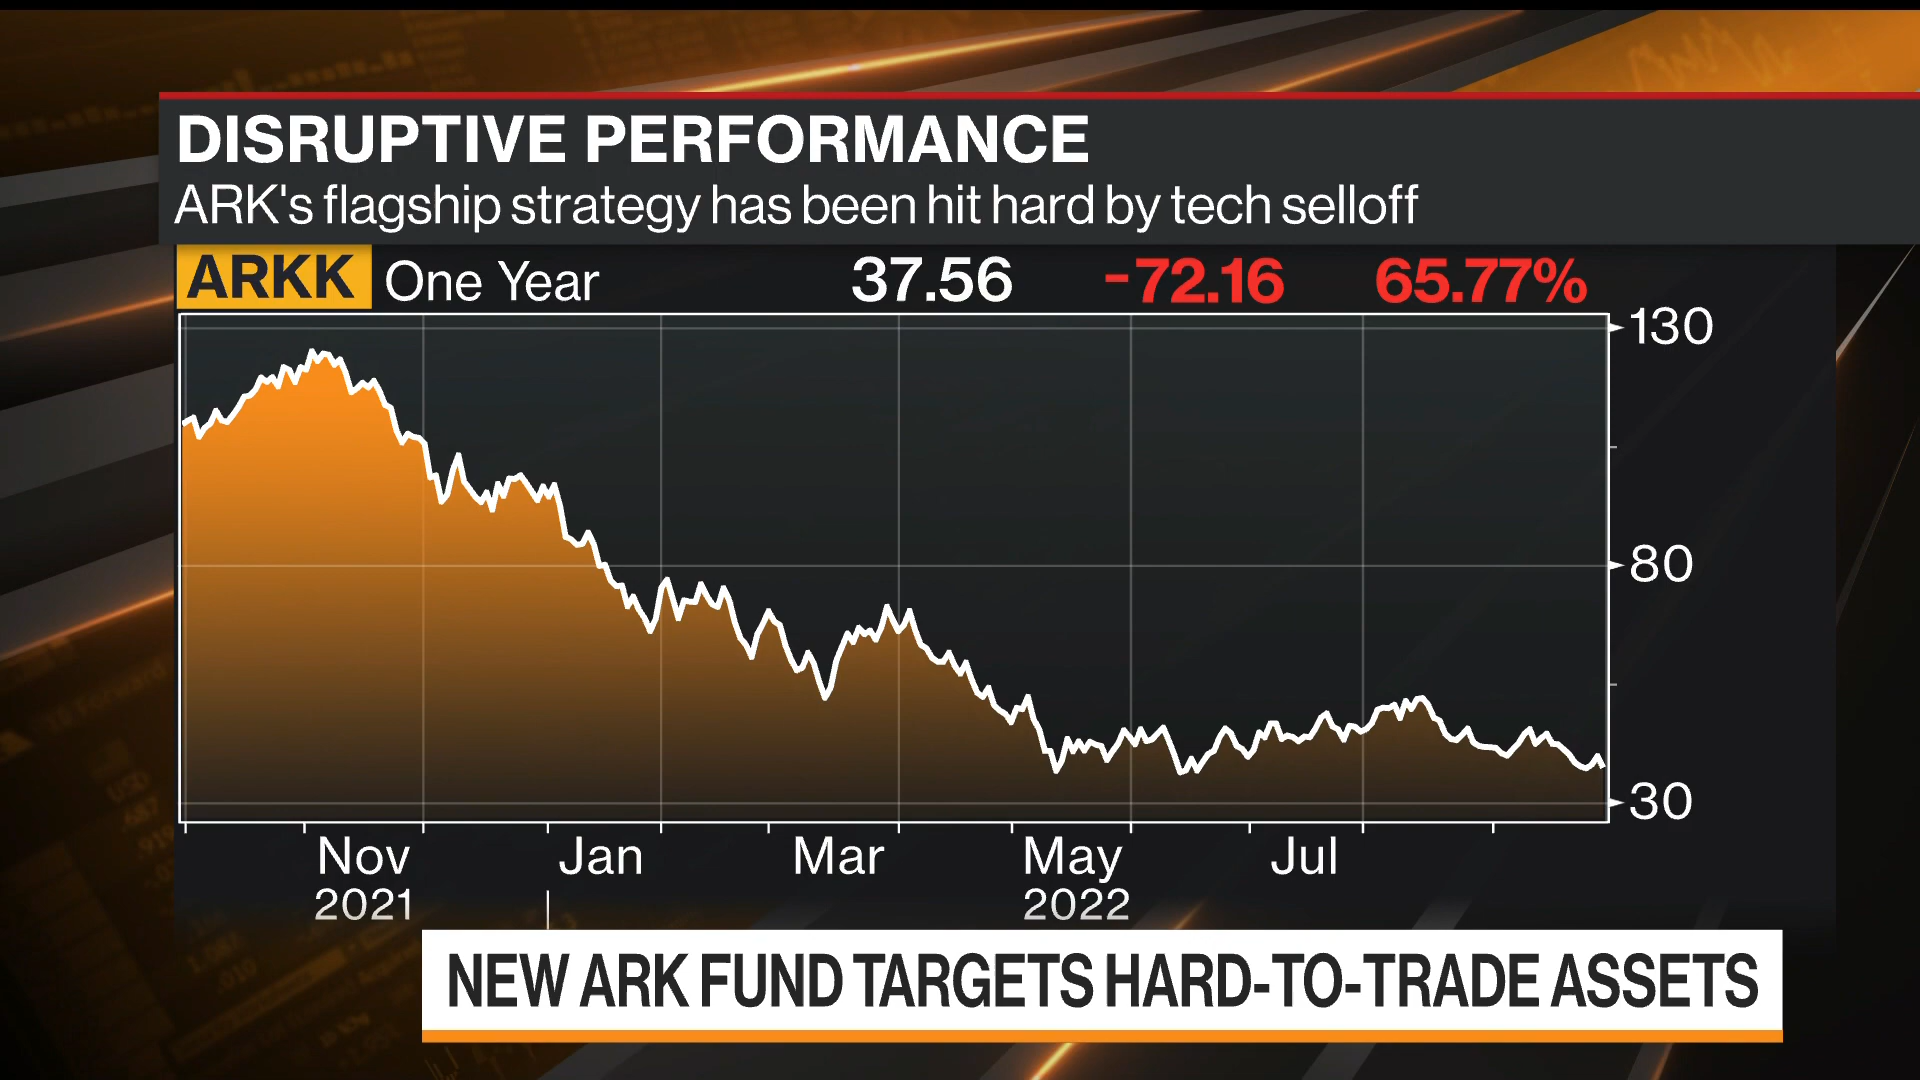 DISRUPTIVE PERFORMANCE
ARK's flagship strategy has been hit hard by tech selloff
ARKK One Year 37.56 -72.16 65.77%
130
80
30
Nov Jan Mar May Jul
2021 2022
NEW ARK FUND TARGETS HARD-TO-TRADE ASSETS